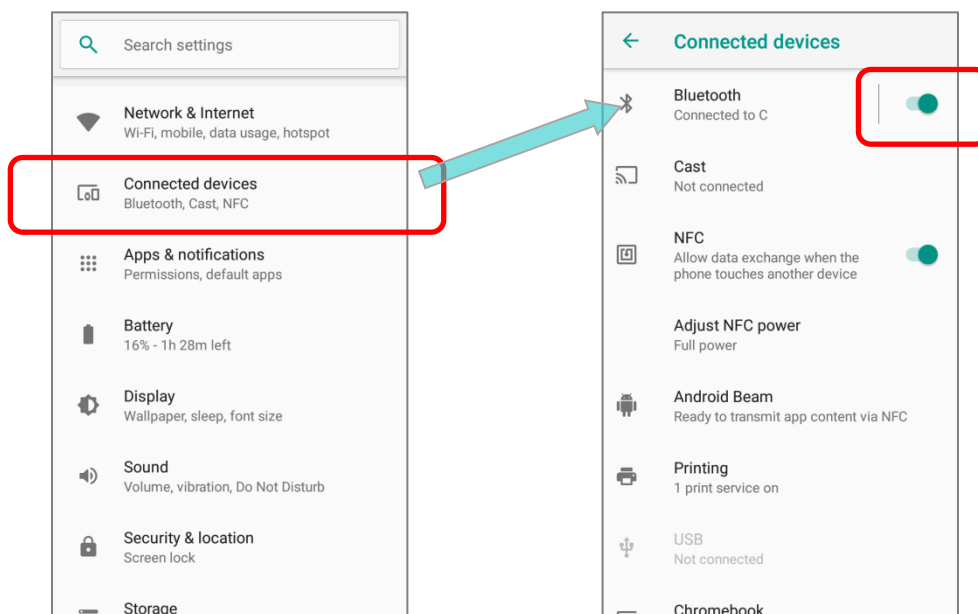 Search settings
Network & Internet
Wi-Fi, mobile, data usage, hotspot
Connected devices
Bluetooth, Cast, NFC
Apps & notifications
Permissions, default apps
Battery
16% - 1h 28m left
Display
Wallpaper, sleep, font size
Sound
Volume, vibration, Do Not Disturb
Security & location
Screen lock
Storage
Connected devices
Bluetooth
Connected to C
Cast
Not connected
NFC
Allow data exchange when the
phone touches another device
Adjust NFC power
Full power
Android Beam
Ready to transmit app content via NFC
Printing
1 print service on
USB
Not connected
Chromebook